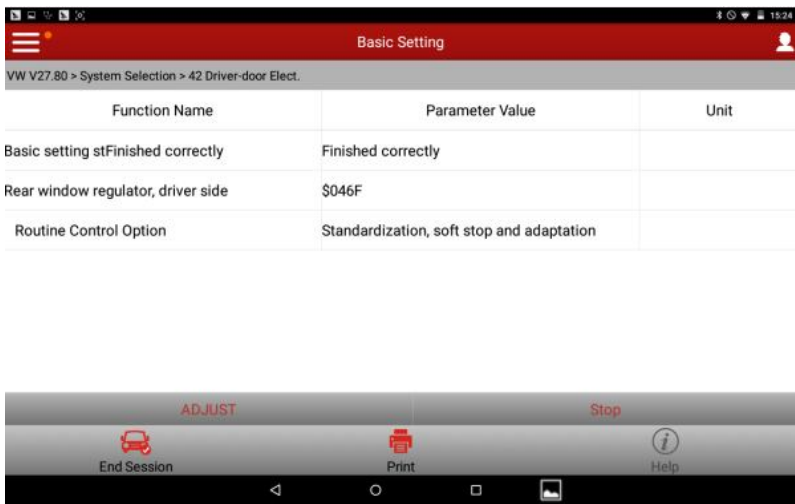 15:24
Basic Setting
VW V27.80 > System Selection > 42 Driver-door Elect.
Function Name Parameter Value Unit
Basic setting stFinished correctly Finished correctly
Rear window regulator, driver side $046F
Routine Control Option Standardization, soft stop and adaptation
ADJUST Stop
End Session Print Help